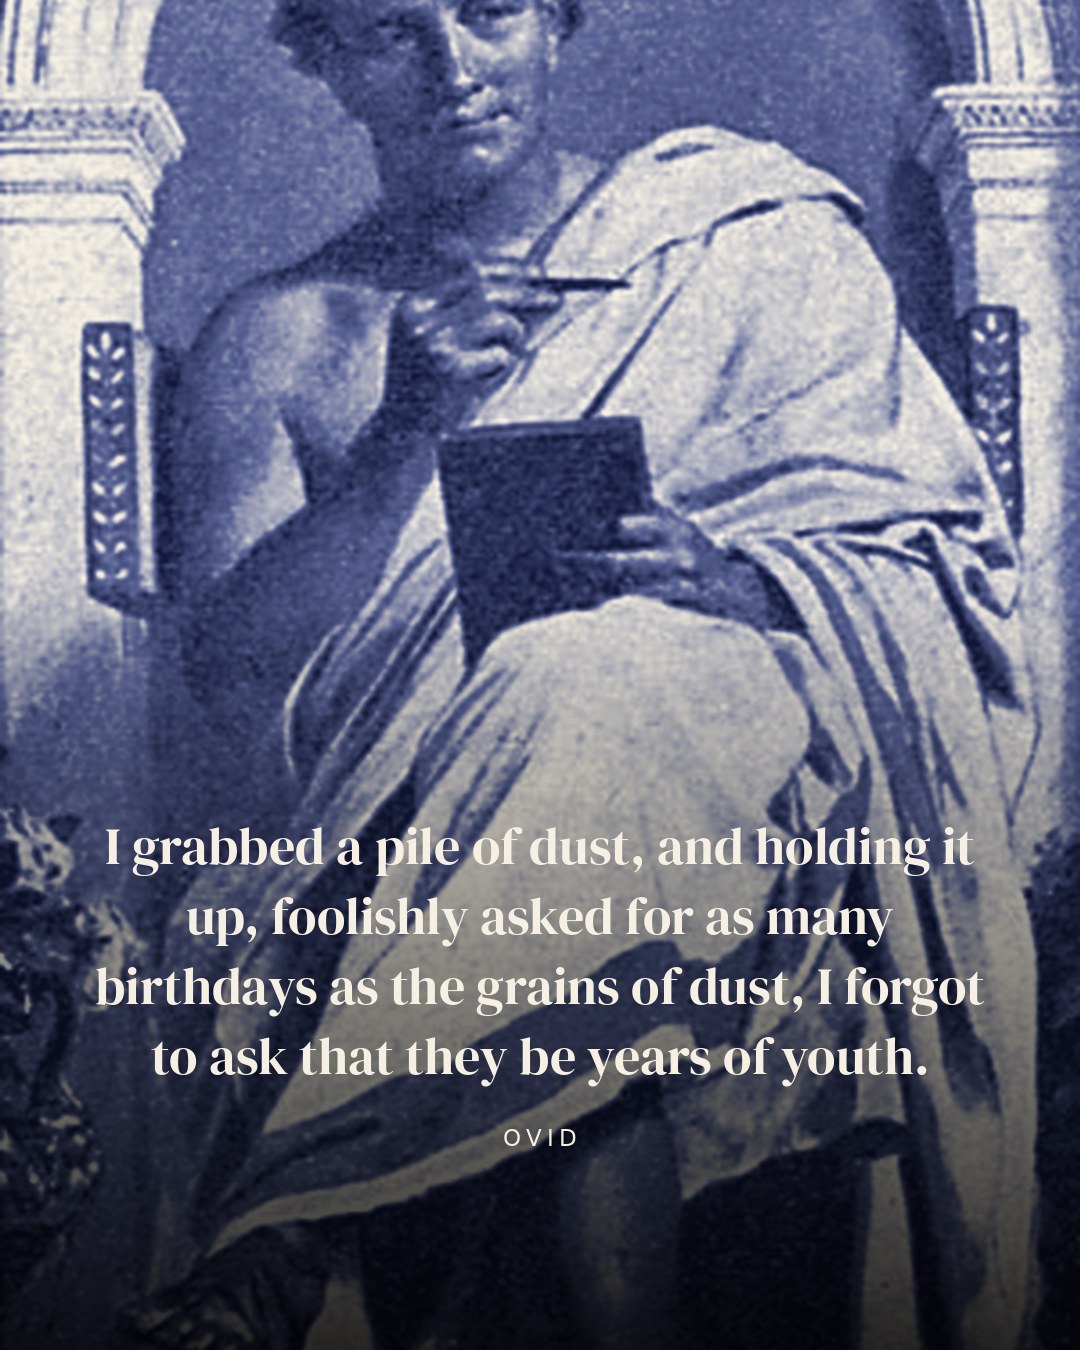 I grabbed a pile of dust, and holding it
up, foolishly asked for as many
birthdays as the grains of dust, I forgot
to ask that they be years of youth.
OVID